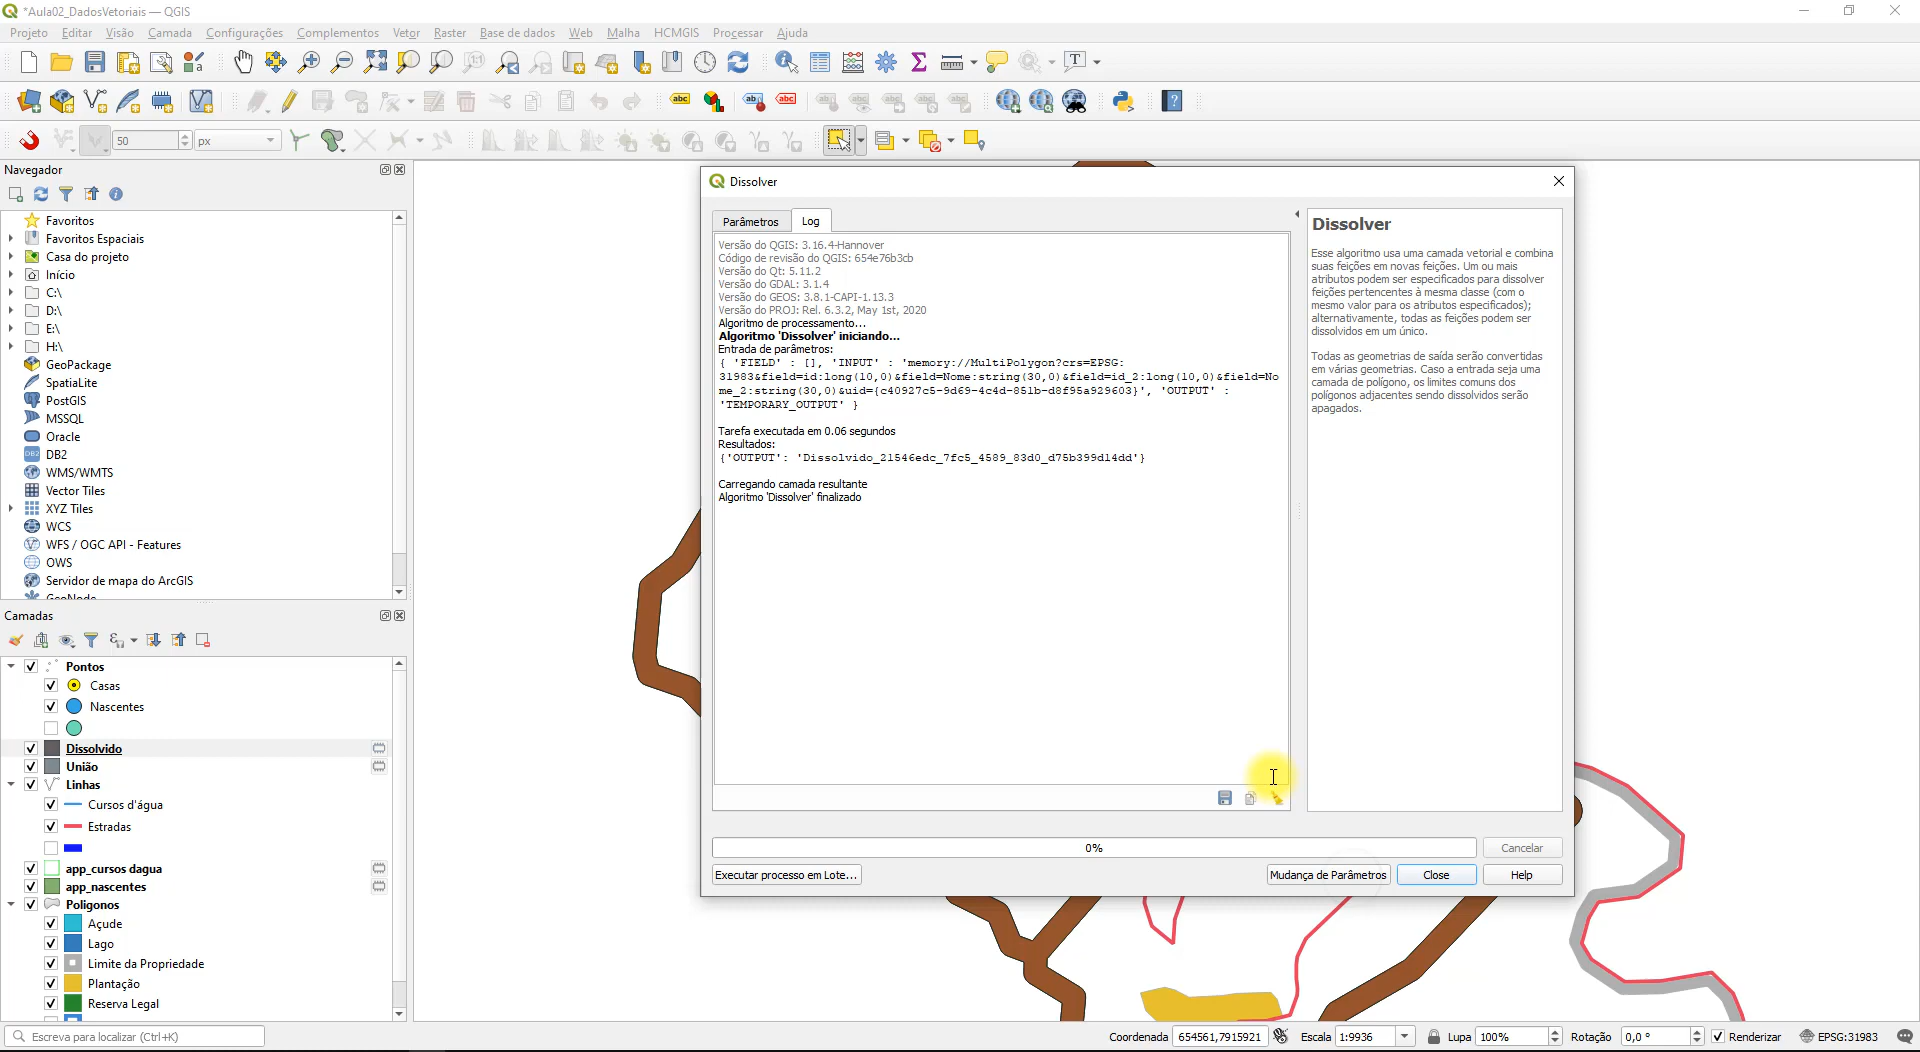 *Aula02_DadosVetoriais — QGIS
Projeto Editar Visão Camada Configurações Complementos Vetor Raster Base de dados Web Malha HCMGIS Processar Ajuda
50 px
Navegador
Favoritos
Favoritos Espaciais
Casa do projeto
Início
C:\
D:\
E:\
H:\
GeoPackage
SpatiaLite
PostGIS
MSSQL
Oracle
DB2
WMS/WMTS
Vector Tiles
XYZ Tiles
WCS
WFS / OGC API - Features
OWS
Servidor de mapa do ArcGIS
GeoNode
Camadas
Pontos
Casas
Nascentes
Dissolvido
União
Linhas
Cursos d'água
Estradas
app_cursos dagua
app_nascentes
Poligonos
Açude
Lago
Limite da Propriedade
Plantação
Reserva Legal
Dissolver
Parâmetros Log
Versão do QGIS: 3.16.4-Hannover
Código de revisão do QGIS: 654e76b3cb
Versão do Qt: 5.11.2
Versão do GDAL: 3.1.4
Versão do GEOS: 3.8.1-CAPI-1.13.3
Versão do PROJ: Rel. 6.3.2, May 1st, 2020
Algoritmo de processamento…
Algoritmo 'Dissolver' iniciando…
Entrada de parâmetros:
{ 'FIELD' : [], 'INPUT' : 'memory://MultiPolygon?crs=EPSG:
31983&field=id:long(10,0)&field=Nome:string(30,0)&field=id_2:long(10,0)&field=No
me_2:string(30,0)&uid={c40927c5-9d69-4c4d-851b-d8f95a929603}', 'OUTPUT' :
'TEMPORARY_OUTPUT' }
Tarefa executada em 0.06 segundos
Resultados:
{'OUTPUT': 'Dissolvido_21546edc_7fc5_4589_83d0_d75b399d14dd'}
Carregando camada resultante
Algoritmo 'Dissolver' finalizado
Dissolver
Esse algoritmo usa uma camada vetorial e combina
suas feições em novas feições. Um ou mais
atributos podem ser especificados para dissolver
feições pertencentes à mesma classe (com o
mesmo valor para os atributos especificados);
alternativamente, todas as feições podem ser
dissolvidos em um único.
Todas as geometrias de saída serão convertidas
em várias geometrias. Caso a entrada seja uma
camada de polígono, os limites comuns dos
polígonos adjacentes sendo dissolvidos serão
apagados.
0% Cancelar
Executar processo em Lote… Mudança de Parâmetros Close Help
Escreva para localizar (Ctrl+K) Coordenada 654561,7915921 Escala 1:9936 Lupa 100% Rotação 0,0 ° Renderizar EPSG:31983